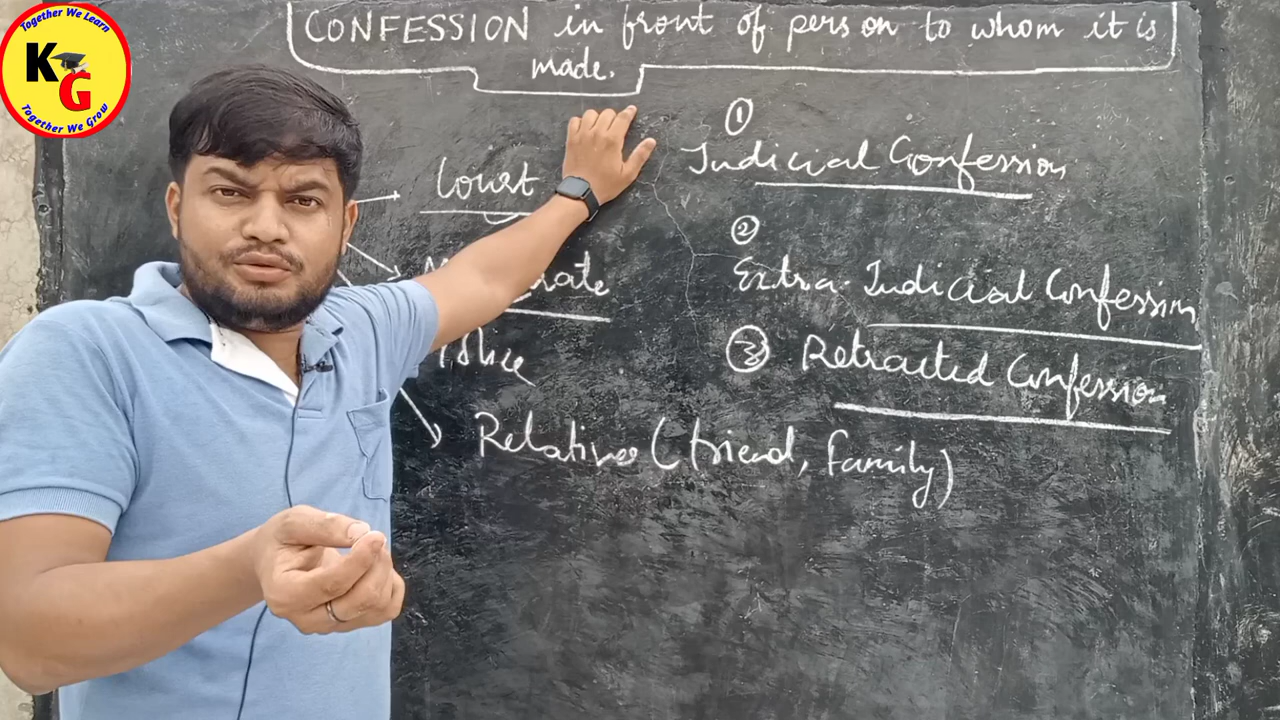 Together We Learn
KG
Together We Grow
CONFESSION in front of person to whom it is
made.
①
Judicial Confession
Court
②
Extra-Judicial Confession
Police
③ Retracted Confession
Relatives (friend, family)